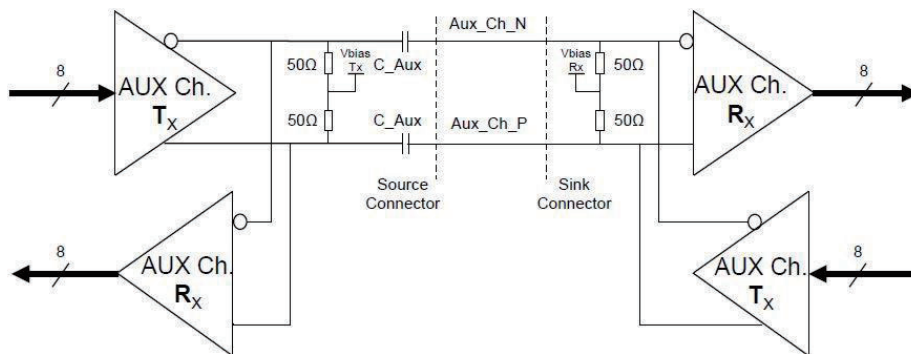 Aux_Ch_N
8
AUX Ch.
TX
50Ω
Vbias
Tx
C_Aux
50Ω
C_Aux
Aux_Ch_P
Vbias
Rx
50Ω
50Ω
AUX Ch.
RX
8
Source
Connector
Sink
Connector
8
AUX Ch.
RX
AUX Ch.
TX
8